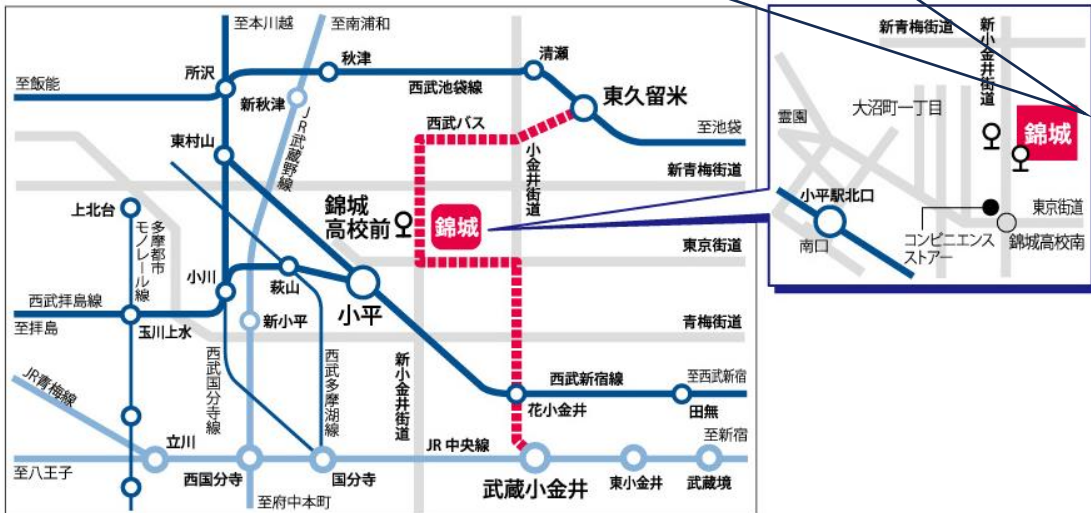 至本川越
至南浦和
秋津
清瀬
所沢
至飯能
新秋津
西武池袋線
東久留米
JR武蔵野線
西武バス
小金井街道
至池袋
東村山
新青梅街道
上北台
多摩都市
モノレール線
錦城
高校前
錦城
東京街道
小川
萩山
小平
西武拝島線
至拝島
玉川上水
新小平
青梅街道
西武国分寺線
西武多摩湖線
新小金井街道
西武新宿線
至西武新宿
花小金井
田無
JR青梅線
立川
JR 中央線
至新宿
至八王子
西国分寺
国分寺
武蔵小金井
東小金井
武蔵境
至府中本町
新青梅街道
新小金井街道
大沼町一丁目
霊園
錦城
小平駅北口
東京街道
南口
コンビニエンス
ストアー
錦城高校南